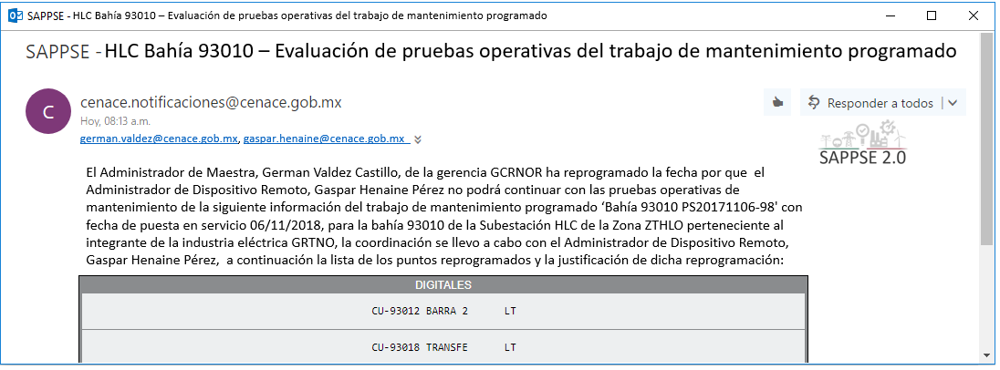 SAPPSE - HLC Bahía 93010 – Evaluación de pruebas operativas del trabajo de mantenimiento programado
SAPPSE - HLC Bahía 93010 – Evaluación de pruebas operativas del trabajo de mantenimiento programado
C
cenace.notificaciones@cenace.gob.mx
Responder a todos
Hoy, 08:13 a.m.
german.valdez@cenace.gob.mx, gaspar.henaine@cenace.gob.mx
SAPPSE 2.0
El Administrador de Maestra, German Valdez Castillo, de la gerencia GCRNOR ha reprogramado la fecha por que el
Administrador de Dispositivo Remoto, Gaspar Henaine Pérez no podrá continuar con las pruebas operativas de
mantenimiento de la siguiente información del trabajo de mantenimiento programado ‘Bahía 93010 PS20171106-98' con
fecha de puesta en servicio 06/11/2018, para la bahía 93010 de la Subestación HLC de la Zona ZTHLO perteneciente al
integrante de la industria eléctrica GRTNO, la coordinación se llevo a cabo con el Administrador de Dispositivo Remoto,
Gaspar Henaine Pérez, a continuación la lista de los puntos reprogramados y la justificación de dicha reprogramación:
DIGITALES
CU-93012 BARRA 2 LT
CU-93018 TRANSFE LT